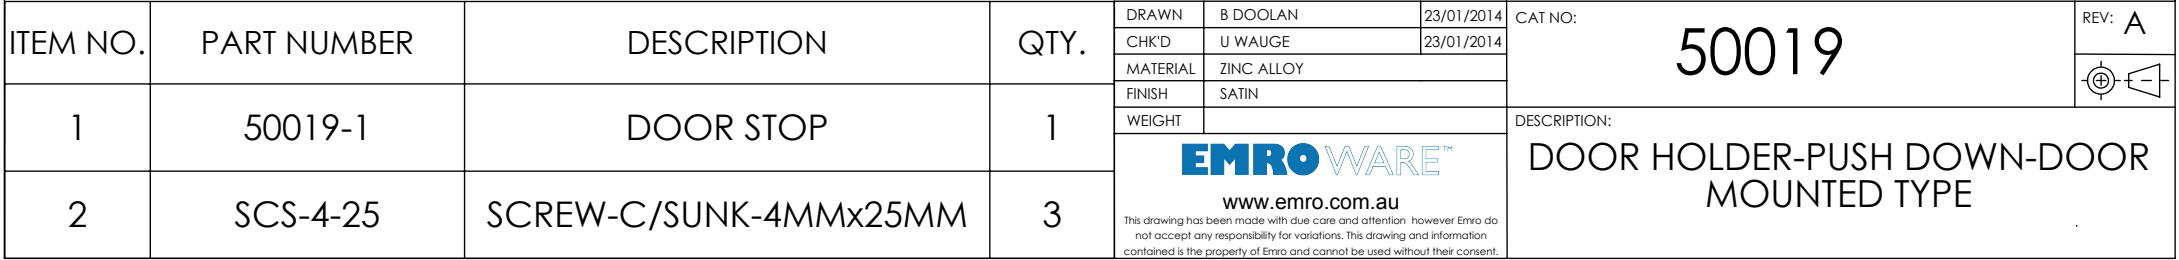 ITEM NO. PART NUMBER DESCRIPTION QTY.
1 50019-1 DOOR STOP 1
2 SCS-4-25 SCREW-C/SUNK-4MMx25MM 3
DRAWN B DOOLAN 23/01/2014
CHK'D U WAUGE 23/01/2014
MATERIAL ZINC ALLOY
FINISH SATIN
WEIGHT
EMRO WARE™
www.emro.com.au
This drawing has been made with due care and attention however Emro do
not accept any responsibility for variations. This drawing and information
contained is the property of Emro and cannot be used without their consent.
CAT NO:
50019
REV: A
DESCRIPTION:
DOOR HOLDER-PUSH DOWN-DOOR
MOUNTED TYPE